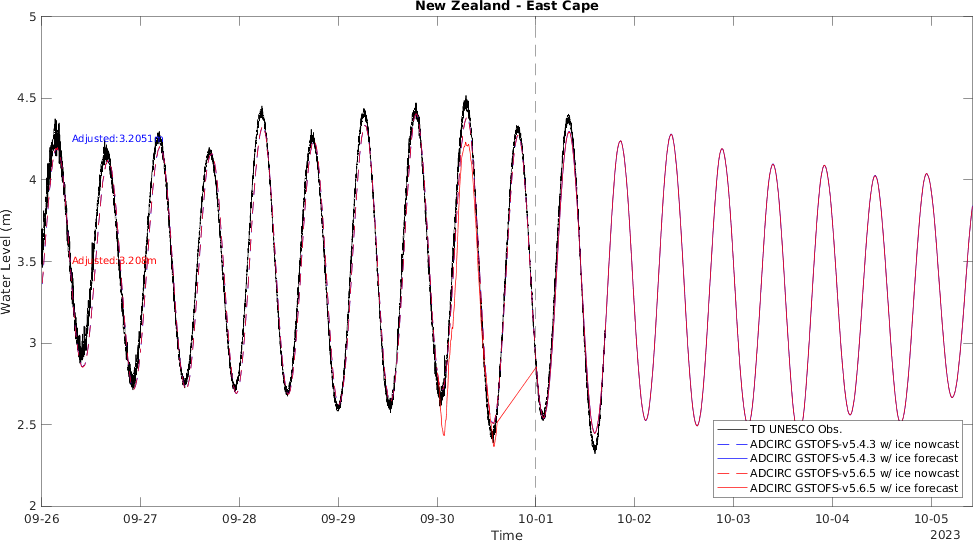 New Zealand - East Cape
5
4.5
4
3.5
3
2.5
2
Water Level (m)
Adjusted:3.2051m
Adjusted:3.208m
TD UNESCO Obs.
ADCIRC GSTOFS-v5.4.3 w/ ice nowcast
ADCIRC GSTOFS-v5.4.3 w/ ice forecast
ADCIRC GSTOFS-v5.6.5 w/ ice nowcast
ADCIRC GSTOFS-v5.6.5 w/ ice forecast
09-26 09-27 09-28 09-29 09-30 10-01 10-02 10-03 10-04 10-05
Time
2023